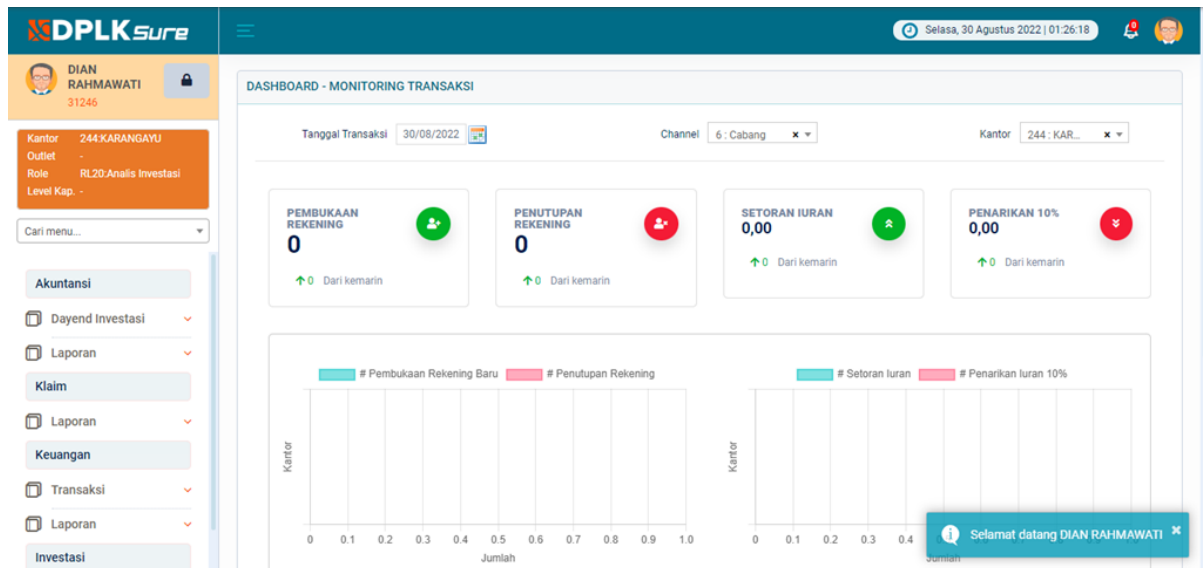 DPLKSure
Selasa, 30 Agustus 2022 | 01:26:18
DIAN
RAHMAWATI
31246
Kantor 244:KARANGAYU
Outlet -
Role RL20:Analis Investasi
Level Kap. -
Cari menu...
Akuntansi
Dayend Investasi
Laporan
Klaim
Laporan
Keuangan
Transaksi
Laporan
Investasi
DASHBOARD - MONITORING TRANSAKSI
Tanggal Transaksi 30/08/2022 Channel 6 : Cabang x Kantor 244 : KAR... x
PEMBUKAAN
REKENING
0
0 Dari kemarin
PENUTUPAN
REKENING
0
0 Dari kemarin
SETORAN IURAN
0,00
0 Dari kemarin
PENARIKAN 10%
0,00
0 Dari kemarin
# Pembukaan Rekening Baru # Penutupan Rekening
Kantor
0 0.1 0.2 0.3 0.4 0.5 0.6 0.7 0.8 0.9 1.0
Jumlah
# Setoran Iuran # Penarikan Iuran 10%
Kantor
0 0.1 0.2 0.3 0.4
Jumlah
Selamat datang DIAN RAHMAWATI ×